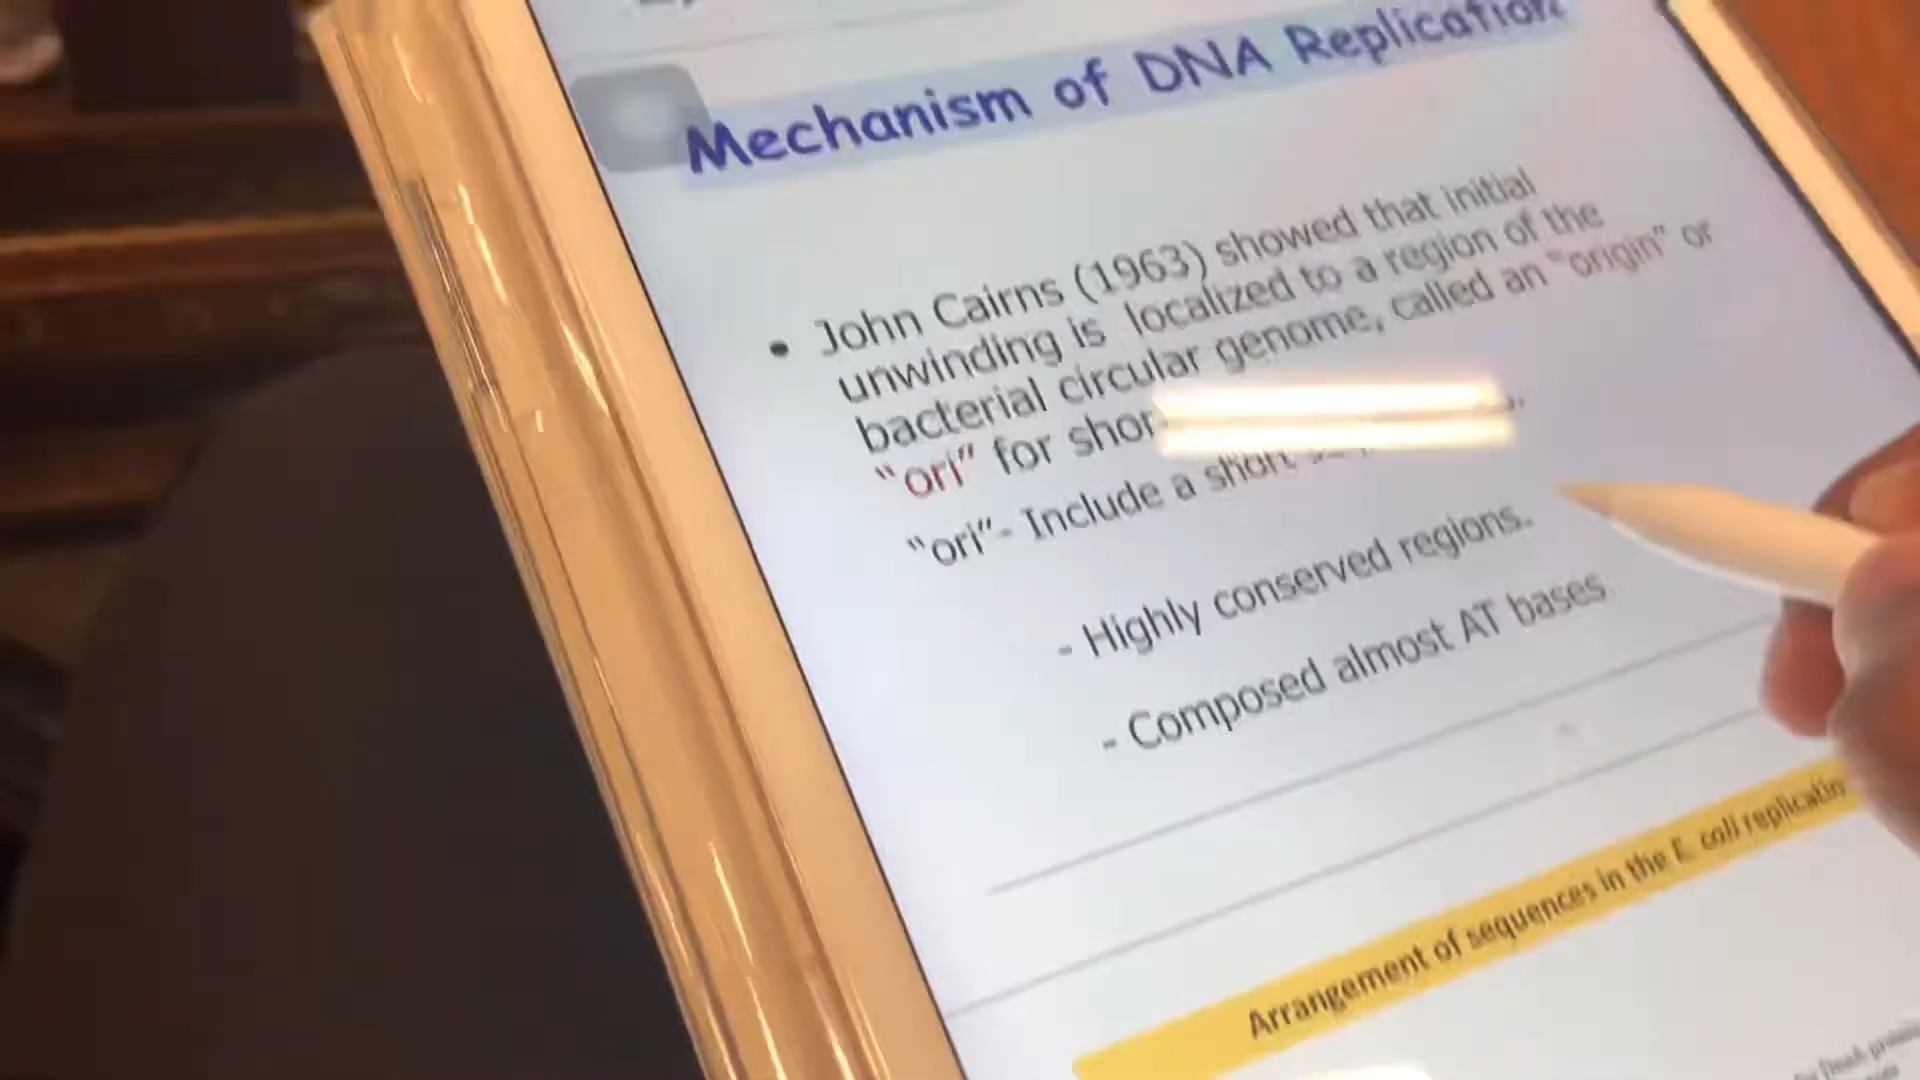 Mechanism of DNA Replication
• John Cairns (1963) showed that initial
unwinding is localized to a region of the
bacterial circular genome, called an “origin” or
“ori” for
“ori”- Include a short
- Highly conserved regions.
- Composed almost AT bases.
Arrangement of sequences in the E. coli